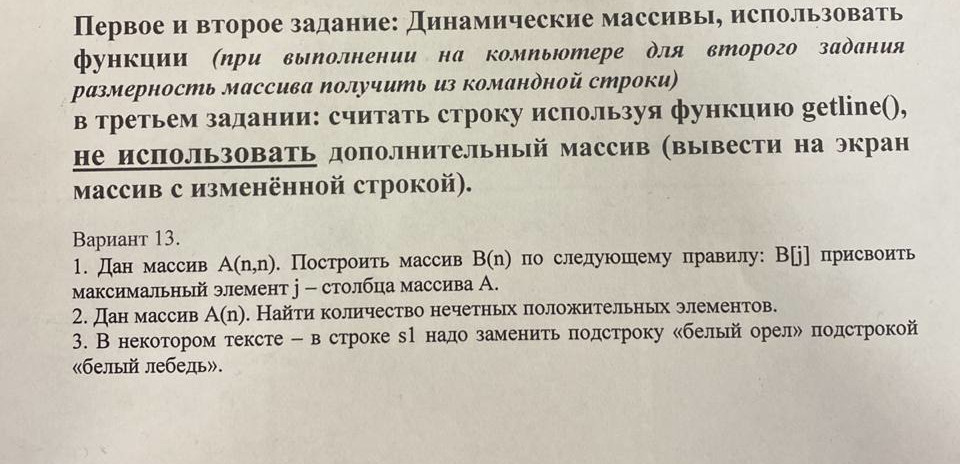 Первое и второе задание: Динамические массивы, использовать
функции (при выполнении на компьютере для второго задания
размерность массива получить из командной строки)
в третьем задании: считать строку используя функцию getline(),
не использовать дополнительный массив (вывести на экран
массив с изменённой строкой).
Вариант 13.
1. Дан массив A(n,n). Построить массив B(n) по следующему правилу: B[j] присвоить
максимальный элемент j – столбца массива A.
2. Дан массив A(n). Найти количество нечетных положительных элементов.
3. В некотором тексте – в строке s1 надо заменить подстроку «белый орел» подстрокой
«белый лебедь».